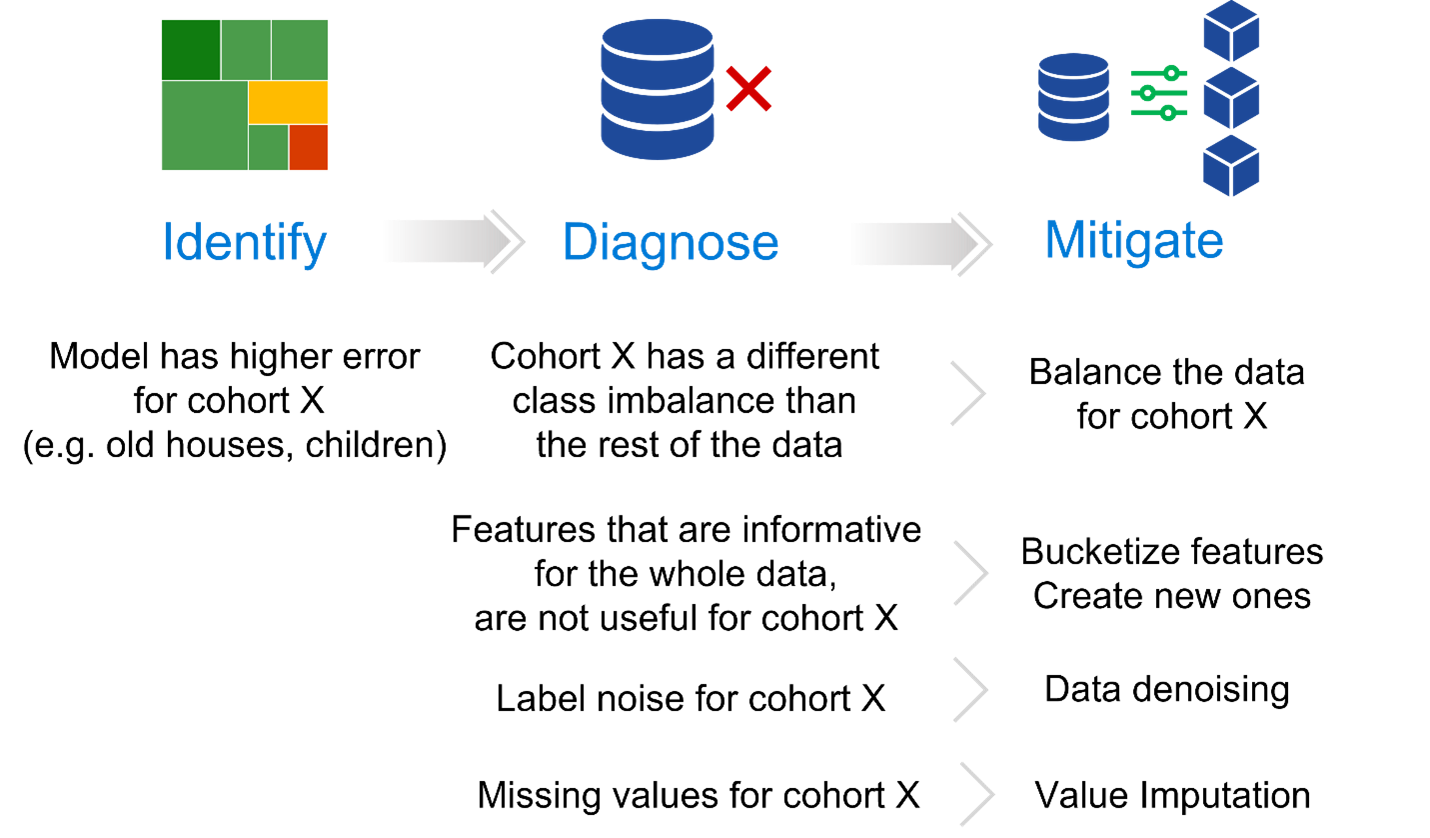 Identify
Diagnose
Mitigate
Model has higher error
for cohort X
(e.g. old houses, children)
Cohort X has a different
class imbalance than
the rest of the data
Balance the data
for cohort X
Features that are informative
for the whole data,
are not useful for cohort X
Bucketize features
Create new ones
Label noise for cohort X
Data denoising
Missing values for cohort X
Value Imputation